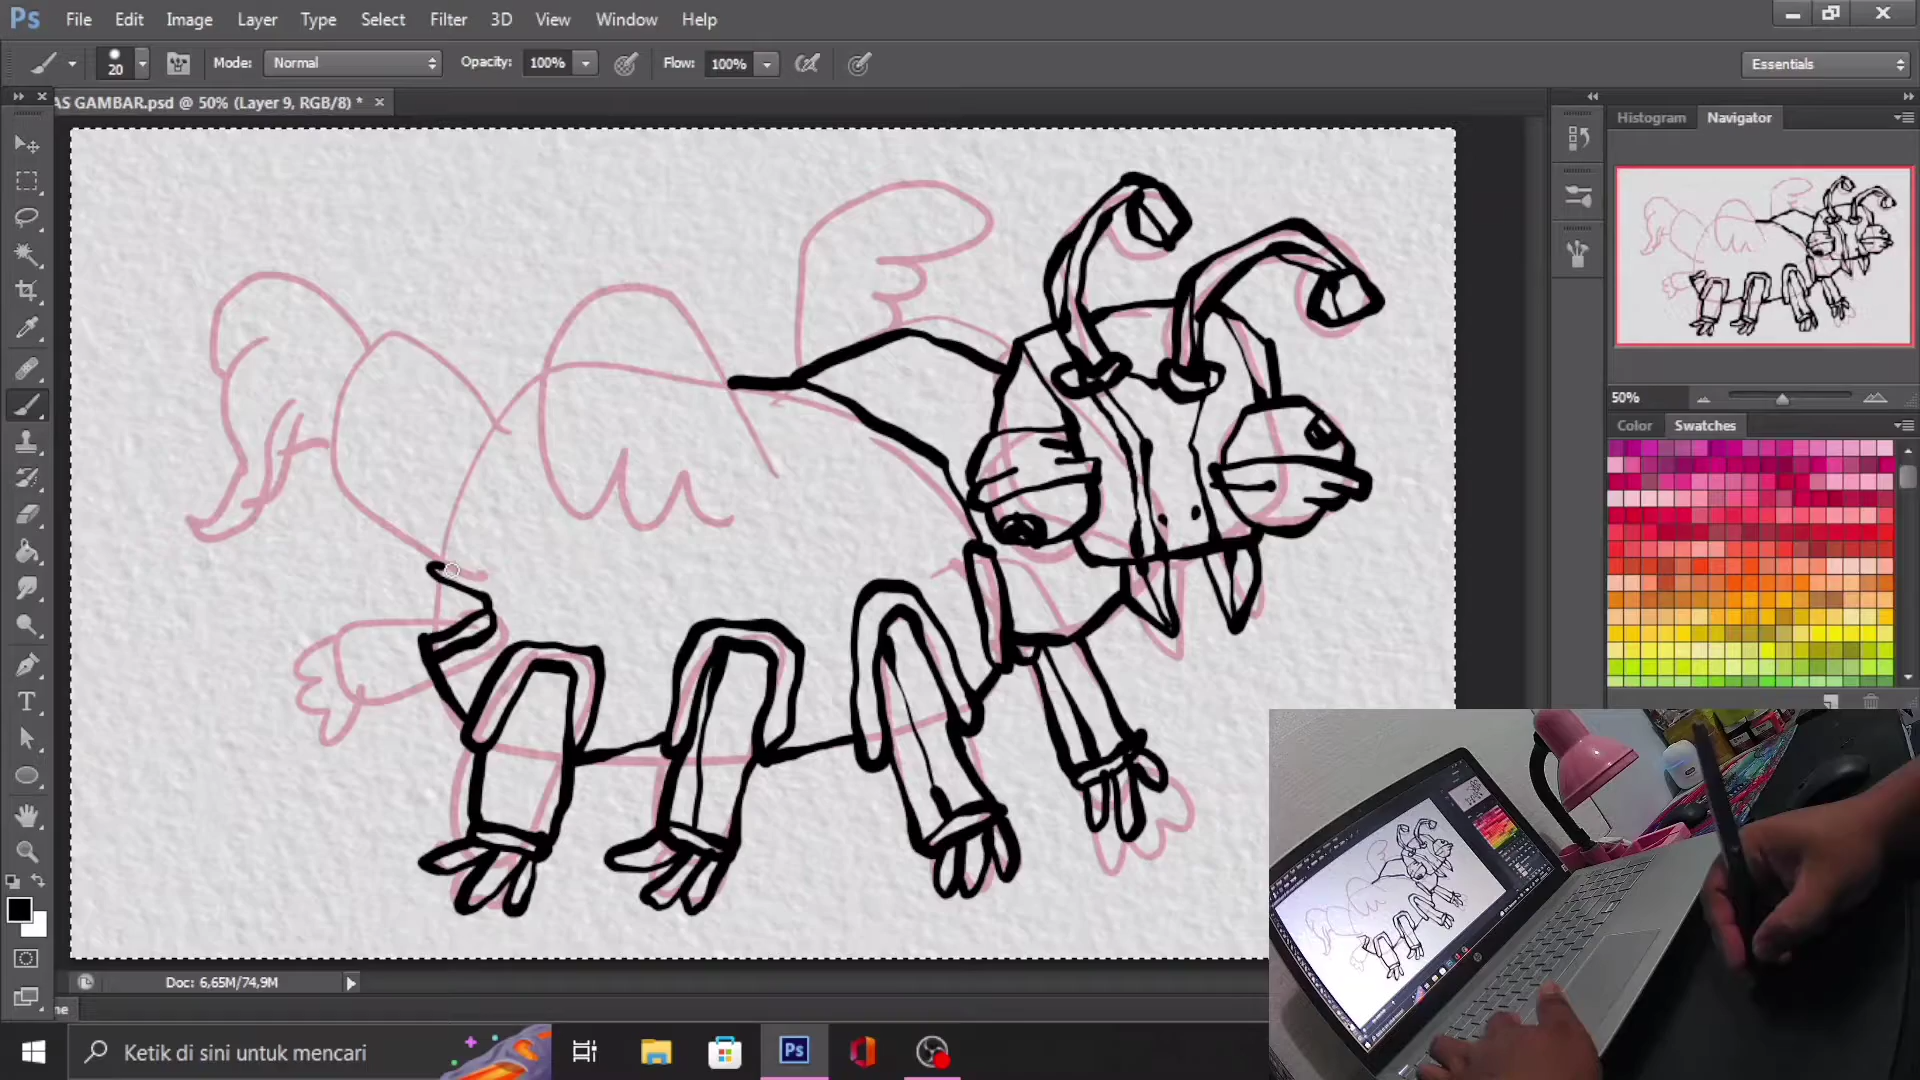 Ps File Edit Image Layer Type Select Filter 3D View Window Help
20 Mode: Normal Opacity: 100% Flow: 100% Essentials
AS GAMBAR.psd @ 50% (Layer 9, RGB/8) * ×
Histogram Navigator
50%
Color Swatches
T
Doc: 6,65M/74,9M
ne
Ketik di sini untuk mencari
Ps